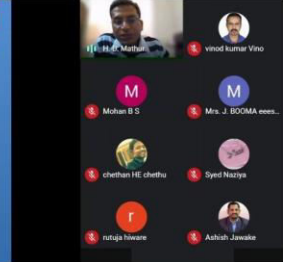 H. D. Mathur
vinod kumar Vino
M
M
Mohan B S
Mrs. J. BOOMA eees...
chethan HE chethu
Syed Naziya
r
rutuja hiware
Ashish Jawake